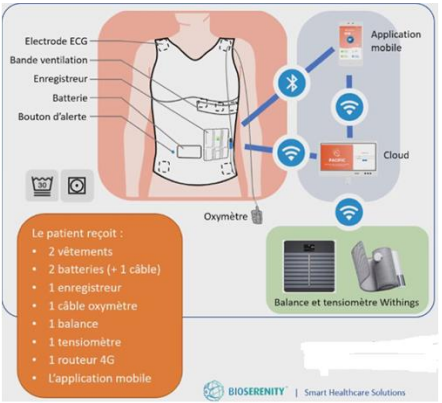 Electrode ECG
Bande ventilation
Enregistreur
Batterie
Bouton d'alerte
Application
mobile
Cloud
30
Oxymètre
Balance et tensiomètre Withings
Le patient reçoit :
• 2 vêtements
• 2 batteries (+ 1 câble)
• 1 enregistreur
• 1 câble oxymètre
• 1 balance
• 1 tensiomètre
• 1 routeur 4G
• L'application mobile
BIOSERENITY | Smart Healthcare Solutions